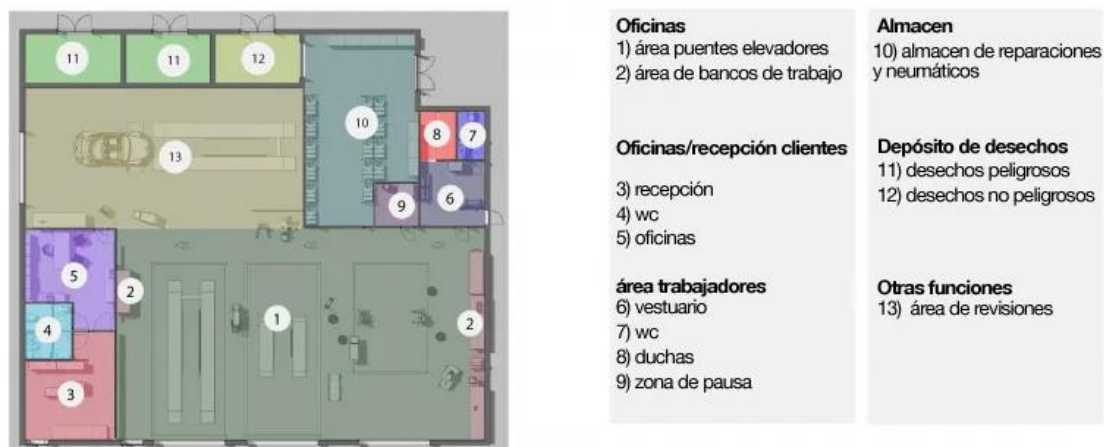 11
11
12
10
8
7
13
9
6
5
2
1
2
4
3
Oficinas
1) área puentes elevadores
2) área de bancos de trabajo
Oficinas/recepción clientes
3) recepción
4) wc
5) oficinas
área trabajadores
6) vestuario
7) wc
8) duchas
9) zona de pausa
Almacen
10) almacen de reparaciones
y neumáticos
Depósito de desechos
11) desechos peligrosos
12) desechos no peligrosos
Otras funciones
13) área de revisiones